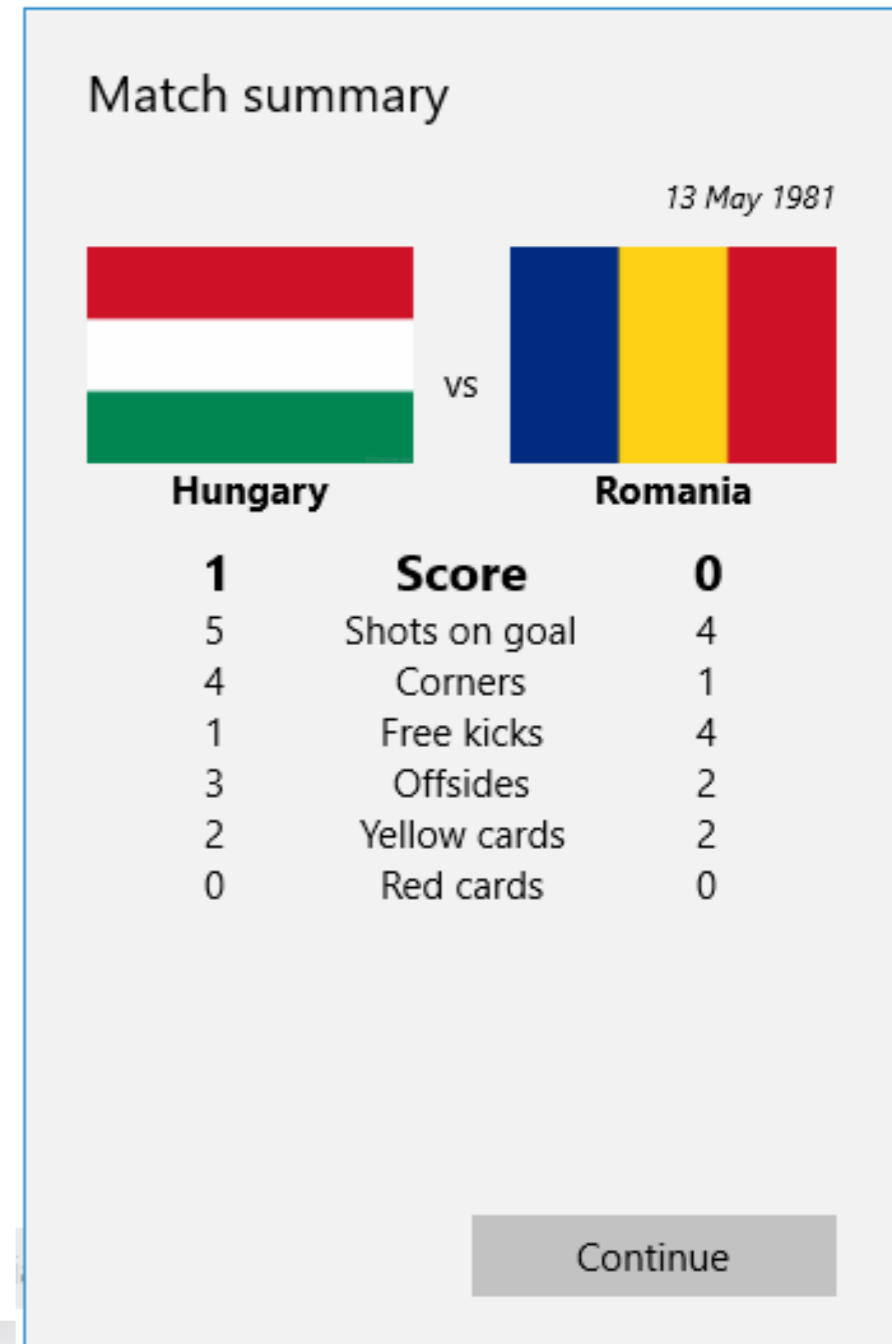 Match summary
13 May 1981
vs
Hungary Romania
1 Score 0
5 Shots on goal 4
4 Corners 1
1 Free kicks 4
3 Offsides 2
2 Yellow cards 2
0 Red cards 0
Continue